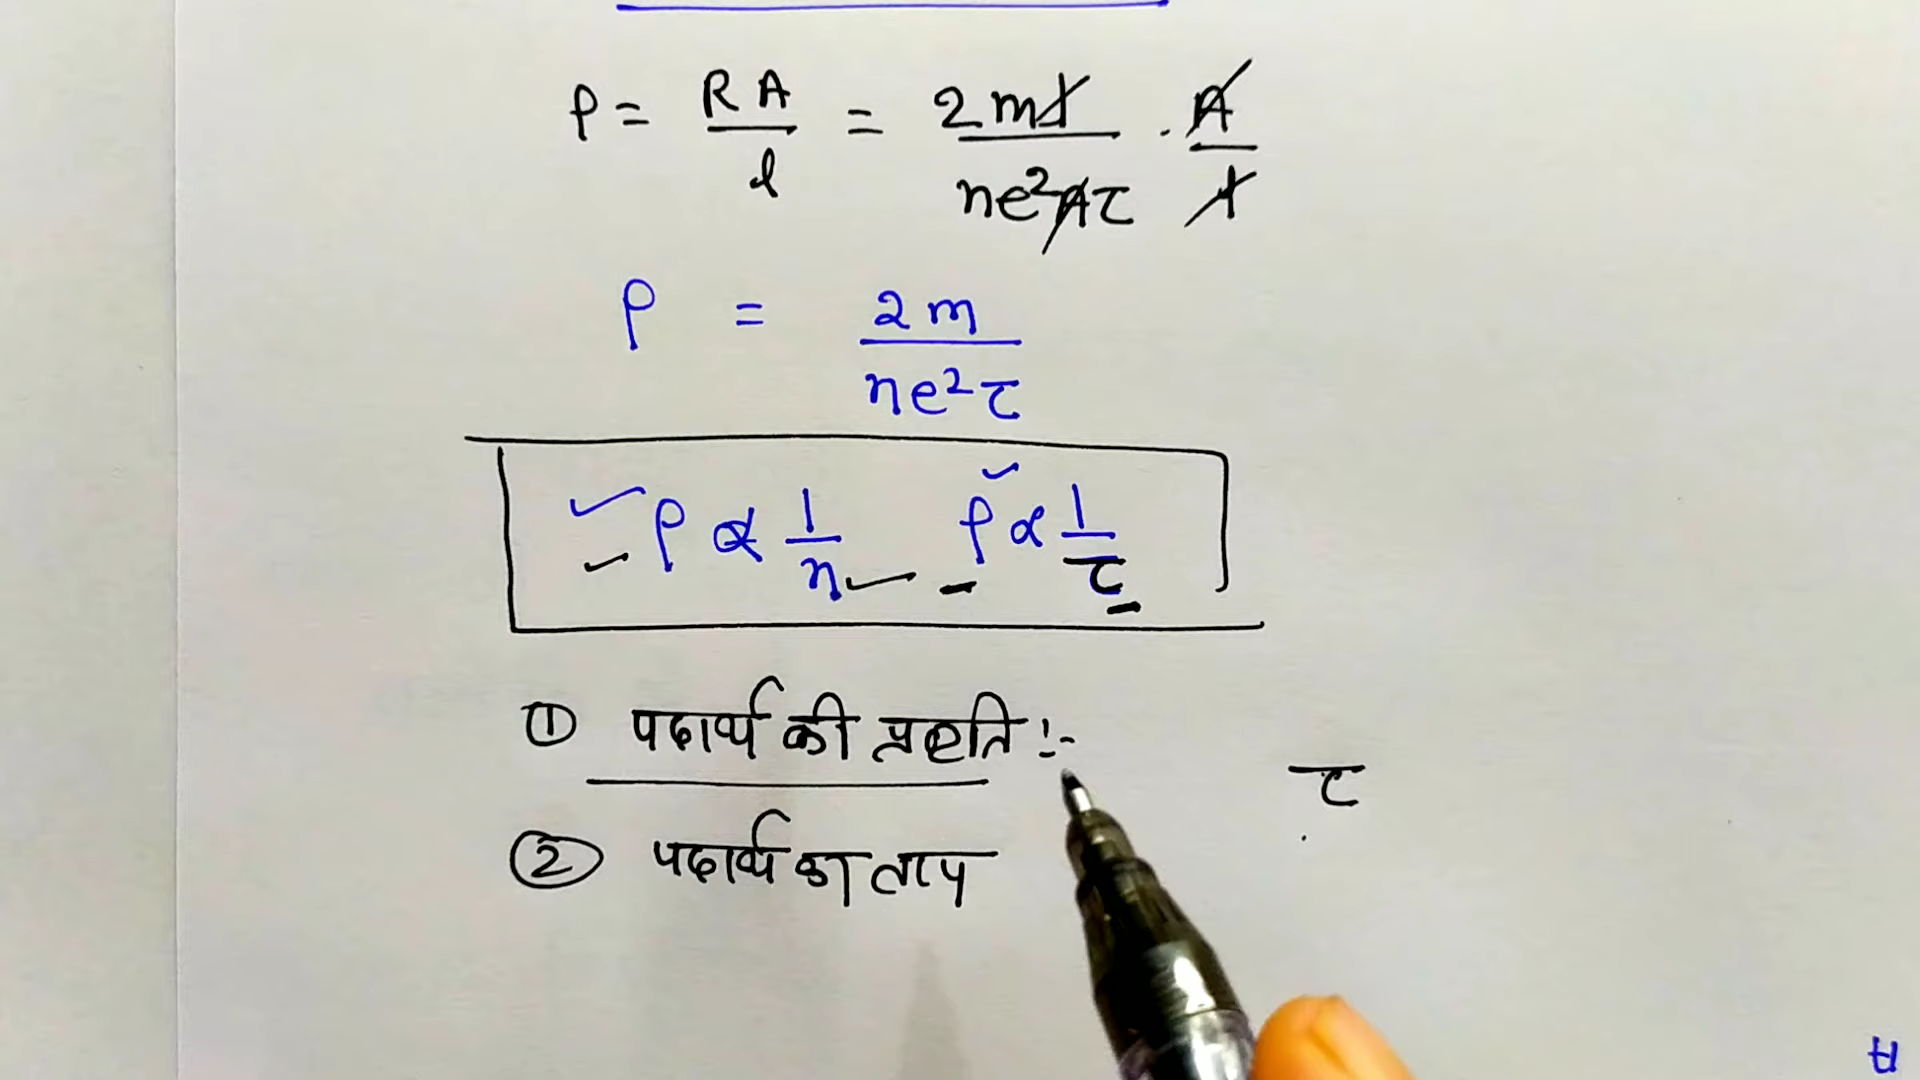 ρ = RA/l = 2ml/ne²Aτ . A/l
ρ = 2m/ne²τ
ρ ∝ 1/n ρ ∝ 1/τ
① पदार्थ की प्रकृति :-
τ
② पदार्थ का ताप